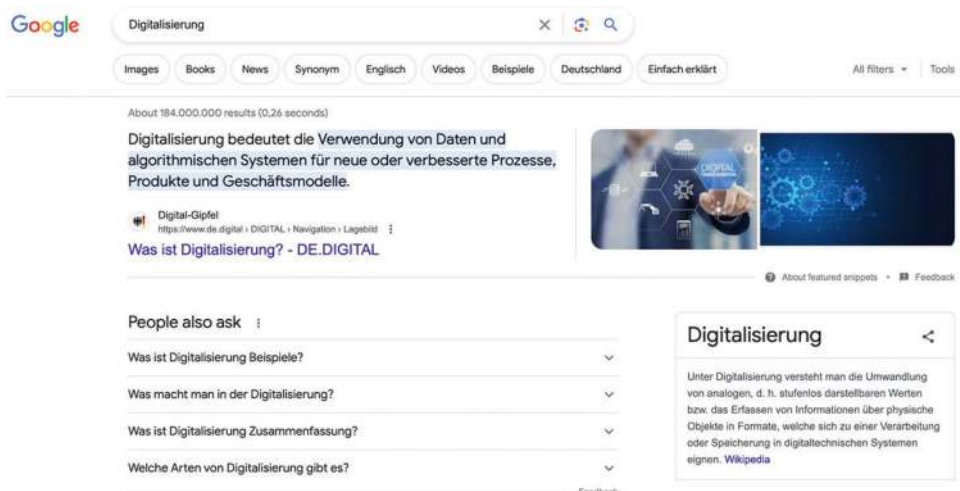 Google
Digitalisierung
Images Books News Synonym Englisch Videos Beispiele Deutschland Einfach erklärt All filters Tools
About 184.000.000 results (0,26 seconds)
Digitalisierung bedeutet die Verwendung von Daten und
algorithmischen Systemen für neue oder verbesserte Prozesse,
Produkte und Geschäftsmodelle.
DIGITAL
Digital-Gipfel
https://www.de.digital › DIGITAL › Navigation › Lagebild
Was ist Digitalisierung? - DE.DIGITAL
About featured snippets • Feedback
People also ask
Was ist Digitalisierung Beispiele?
Was macht man in der Digitalisierung?
Was ist Digitalisierung Zusammenfassung?
Welche Arten von Digitalisierung gibt es?
Feedback
Digitalisierung
Unter Digitalisierung versteht man die Umwandlung
von analogen, d. h. stufenlos darstellbaren Werten
bzw. das Erfassen von Informationen über physische
Objekte in Formate, welche sich zu einer Verarbeitung
oder Speicherung in digitaltechnischen Systemen
eignen. Wikipedia